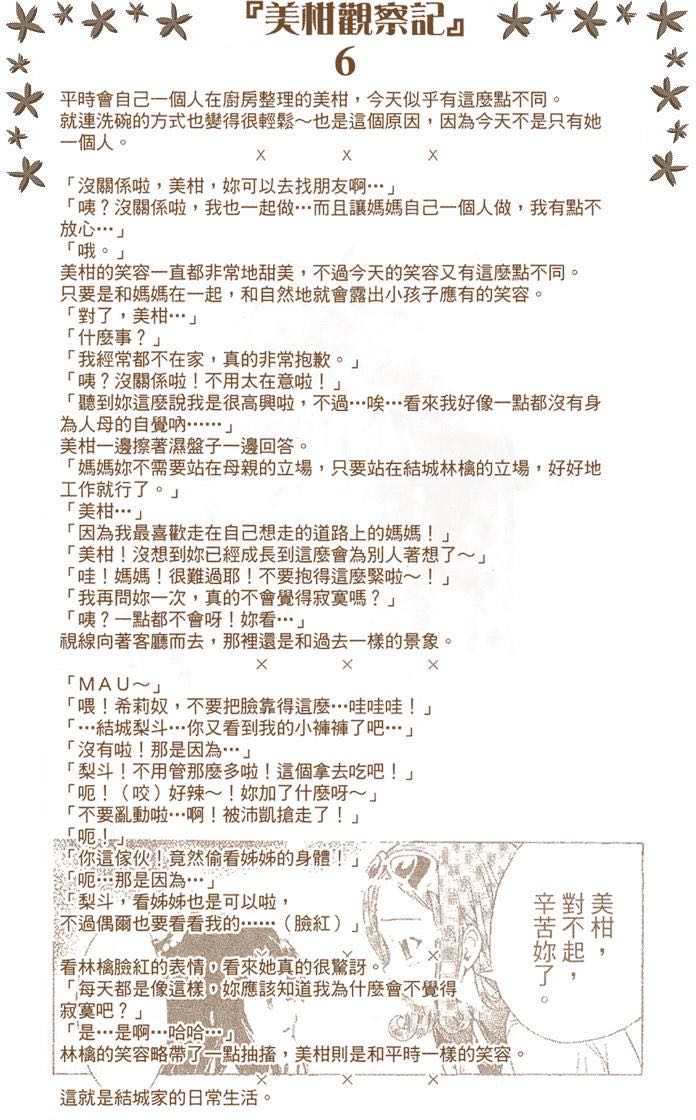 『美柑觀察記』
6
平時會自己一個人在廚房整理的美柑，今天似乎有這麼點不同。
就連洗碗的方式也變得很輕鬆～也是這個原因，因為今天不是只有她
一個人。
× × ×
「沒關係啦，美柑，妳可以去找朋友啊…」
「咦？沒關係啦，我也一起做…而且讓媽媽自己一個人做，我有點不
放心…」
「哦。」
美柑的笑容一直都非常地甜美，不過今天的笑容又有這麼點不同。
只要是和媽媽在一起，和自然地就會露出小孩子應有的笑容。
「對了，美柑…」
「什麼事？」
「我經常都不在家，真的非常抱歉。」
「咦？沒關係啦！不用太在意啦！」
「聽到妳這麼說我是很高興啦，不過…唉…看來我好像一點都沒有身
為人母的自覺吶……」
美柑一邊擦著濕盤子一邊回答。
「媽媽妳不需要站在母親的立場，只要站在結城林檎的立場，好好地
工作就行了。」
「美柑…」
「因為我最喜歡走在自己想走的道路上的媽媽！」
「美柑！沒想到妳已經成長到這麼會為別人著想了～」
「哇！媽媽！很難過耶！不要抱得這麼緊啦～！」
「我再問妳一次，真的不會覺得寂寞嗎？」
「咦？一點都不會呀！妳看…」
視線向著客廳而去，那裡還是和過去一樣的景象。
× × ×
「ＭＡＵ～」
「喂！希莉奴，不要把臉靠得這麼…哇哇哇！」
「…結城梨斗…你又看到我的小褲褲了吧…」
「沒有啦！那是因為…」
「梨斗！不用管那麼多啦！這個拿去吃吧！」
「呃！（咬）好辣～！妳加了什麼呀～」
「不要亂動啦…啊！被沛凱搶走了！」
「呃！」
「你這傢伙！竟然偷看姊姊的身體！」
「呃…那是因為…」
「梨斗，看姊姊也是可以啦，
不過偶爾也要看看我的……（臉紅）」
× × ×
看林檎臉紅的表情，看來她真的很驚訝。
「每天都是像這樣，妳應該知道我為什麼會不覺得
寂寞吧？」
「是…是啊…哈哈…」
林檎的笑容略帶了一點抽搐，美柑則是和平時一樣的笑容。
× × ×
這就是結城家的日常生活。
美柑，
對不起，
辛苦妳了。